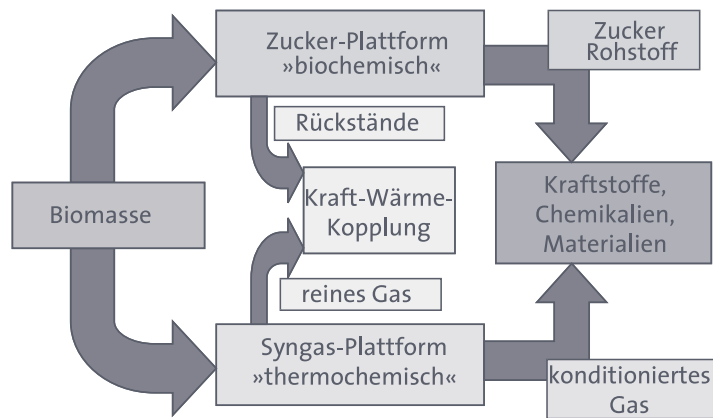 Zucker-Plattform
»biochemisch«
Zucker
Rohstoff
Rückstände
Biomasse
Kraft-Wärme-
Kopplung
Kraftstoffe,
Chemikalien,
Materialien
reines Gas
Syngas-Plattform
»thermochemisch«
konditioniertes
Gas